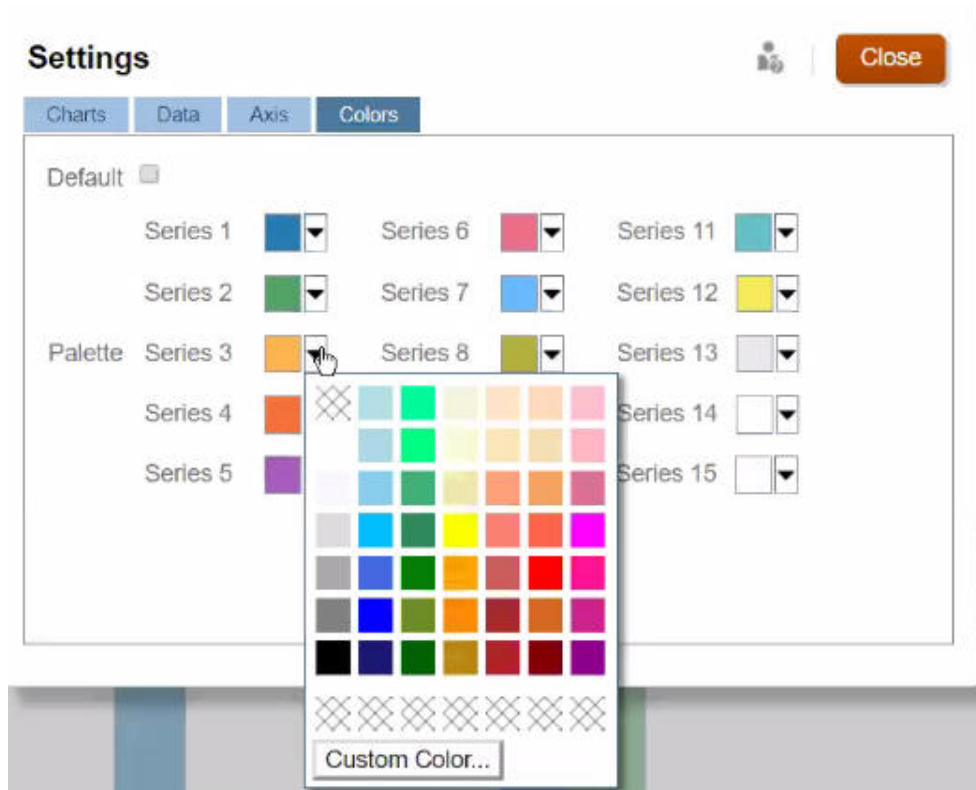 Settings
Close
Charts Data Axis Colors
Default
Series 1 Series 6 Series 11
Series 2 Series 7 Series 12
Palette Series 3 Series 8 Series 13
Series 4 Series 14
Series 5 Series 15
Custom Color...